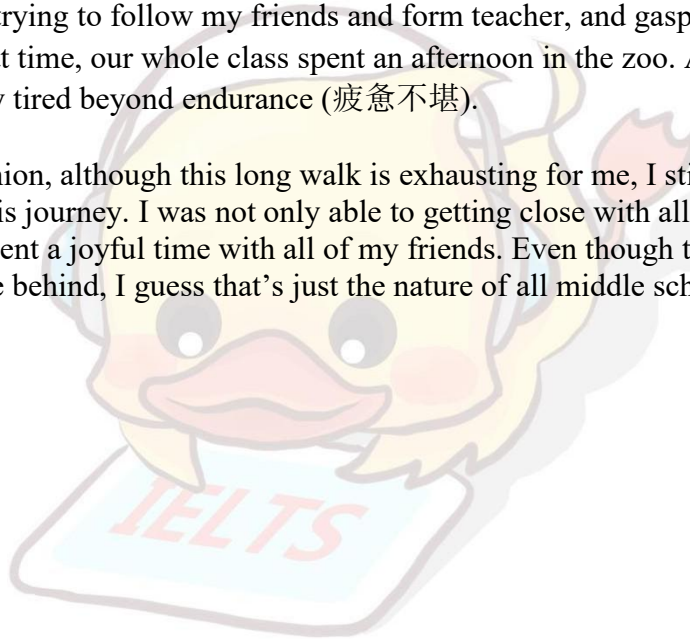 trying to follow my friends and form teacher, and gasp
t time, our whole class spent an afternoon in the zoo. A
y tired beyond endurance (疲惫不堪).
nion, although this long walk is exhausting for me, I sti
is journey. I was not only able to getting close with all
ent a joyful time with all of my friends. Even though t
e behind, I guess that’s just the nature of all middle sch
IELTS